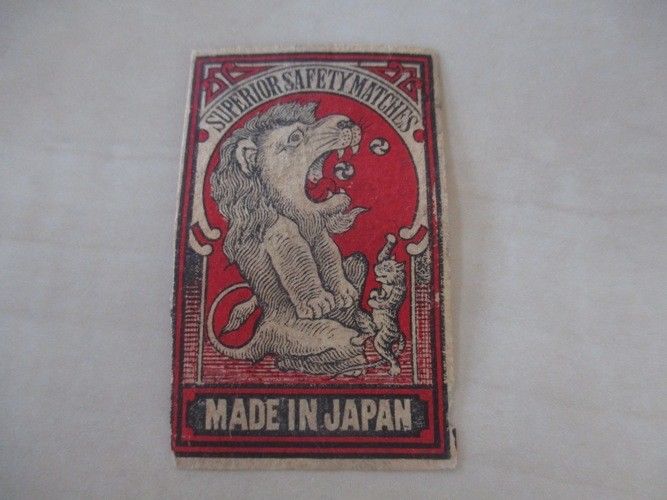 SUPERIOR SAFETY MATCHES
MADE IN JAPAN